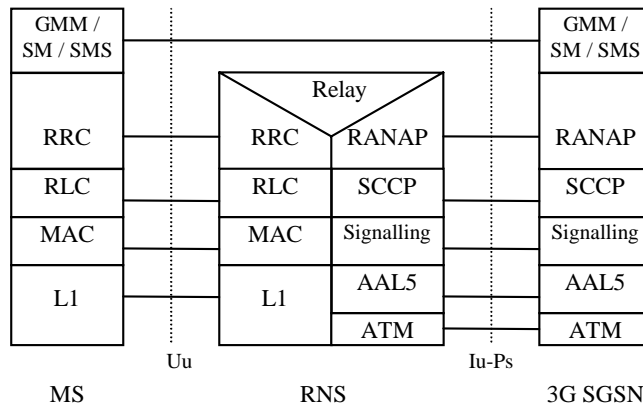 GMM /
SM / SMS
GMM /
SM / SMS
Relay
RRC
RRC
RANAP
RANAP
RLC
RLC
SCCP
SCCP
MAC
MAC
Signalling
Signalling
L1
L1
AAL5
AAL5
ATM
ATM
Uu
Iu-Ps
MS
RNS
3G SGSN